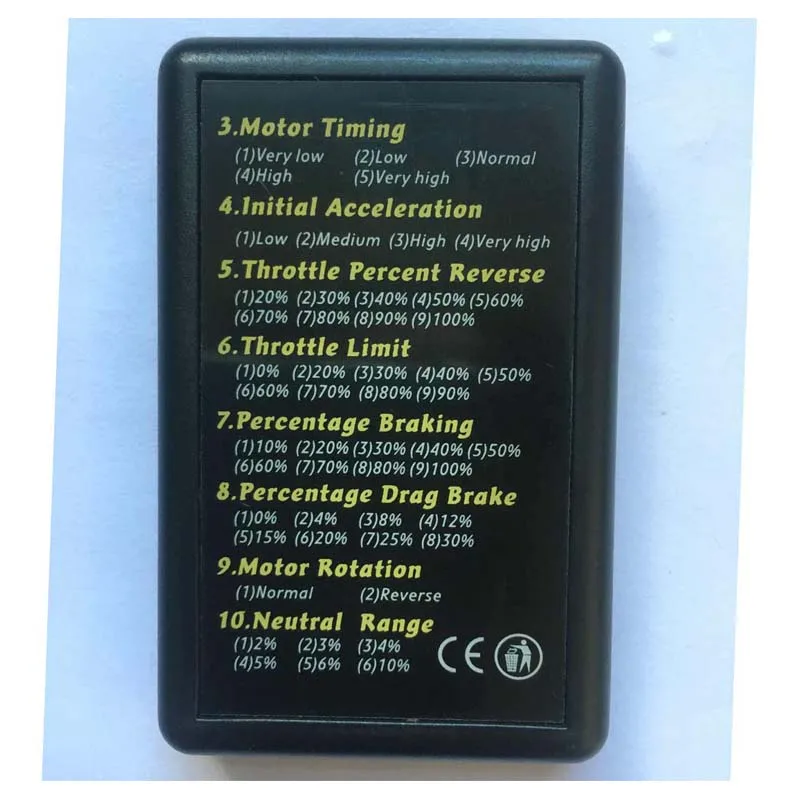 3.Motor Timing
(1)Very low (2)Low (3)Normal
(4)High (5)Very high
4.Initial Acceleration
(1)Low (2)Medium (3)High (4)Very high
5.Throttle Percent Reverse
(1)20% (2)30% (3)40% (4)50% (5)60%
(6)70% (7)80% (8)90% (9)100%
6.Throttle Limit
(1)0% (2)20% (3)30% (4)40% (5)50%
(6)60% (7)70% (8)80% (9)90%
7.Percentage Braking
(1)10% (2)20% (3)30% (4)40% (5)50%
(6)60% (7)70% (8)80% (9)100%
8.Percentage Drag Brake
(1)0% (2)4% (3)8% (4)12%
(5)15% (6)20% (7)25% (8)30%
9.Motor Rotation
(1)Normal (2)Reverse
10.Neutral Range
(1)2% (2)3% (3)4%
(4)5% (5)6% (6)10%
CE